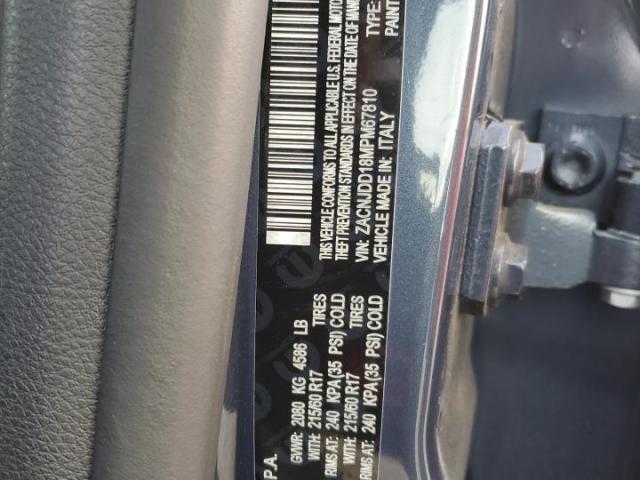 P.A.
GVWR: 2080 KG 4586 LB
WITH: 215/60 R17 TIRES
RIMS AT: 240 KPA(35 PSI) COLD
WITH: 215/60 R17 TIRES
RIMS AT: 240 KPA(35 PSI) COLD
THIS VEHICLE CONFORMS TO ALL APPLICABLE U.S. FEDERAL MOTOR
THEFT PREVENTION STANDARDS IN EFFECT ON THE DATE OF MANU
VIN: ZACNJDD18MPM67810 TYPE:
VEHICLE MADE IN: ITALY PAINT